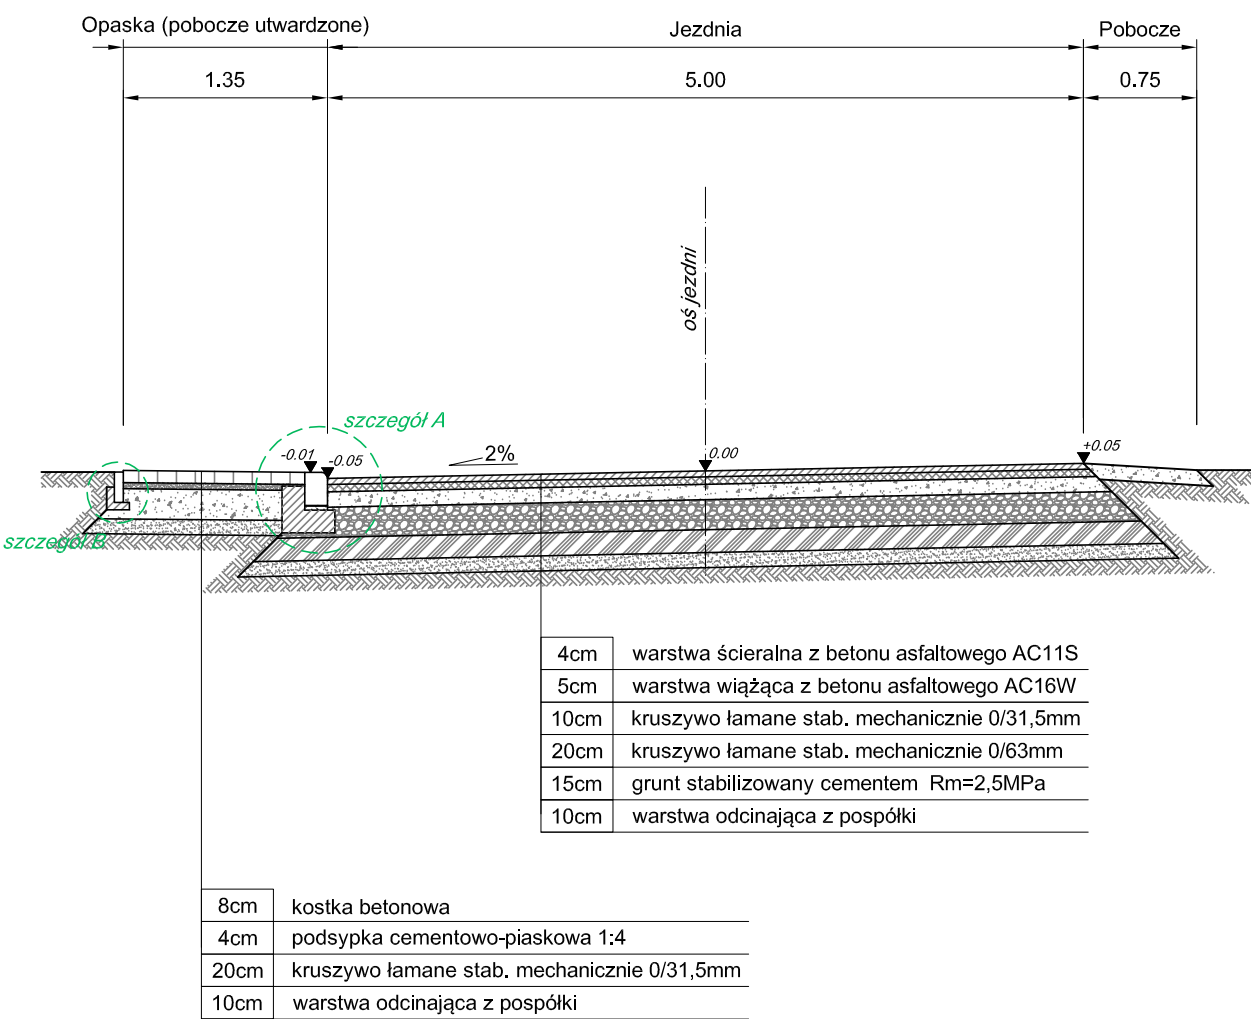 Opaska (pobocze utwardzone)
Jezdnia
Pobocze
1.35
5.00
0.75
oś jezdni
szczegół A
-0.01
-0.05
2%
0.00
+0.05
szczegół B
4cm warstwa ścieralna z betonu asfaltowego AC11S
5cm warstwa wiążąca z betonu asfaltowego AC16W
10cm kruszywo łamane stab. mechanicznie 0/31,5mm
20cm kruszywo łamane stab. mechanicznie 0/63mm
15cm grunt stabilizowany cementem Rm=2,5MPa
10cm warstwa odcinająca z pospółki
8cm kostka betonowa
4cm podsypka cementowo-piaskowa 1:4
20cm kruszywo łamane stab. mechanicznie 0/31,5mm
10cm warstwa odcinająca z pospółki